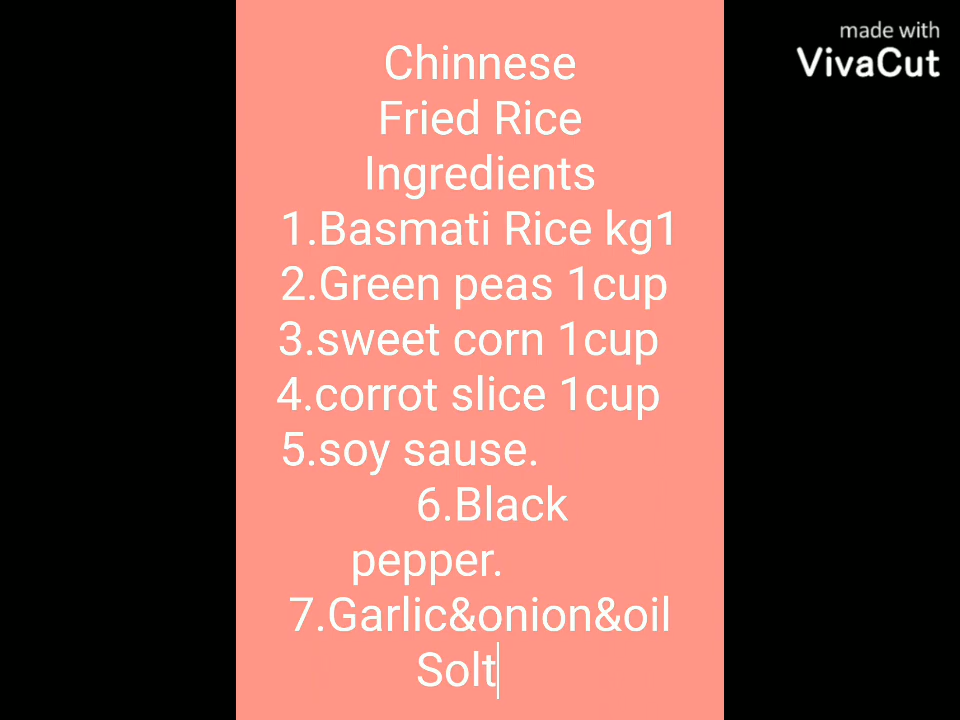 made with
VivaCut
Chinnese
Fried Rice
Ingredients
1.Basmati Rice kg1
2.Green peas 1cup
3.sweet corn 1cup
4.corrot slice 1cup
5.soy sause.
6.Black
pepper.
7.Garlic&onion&oil
Solt